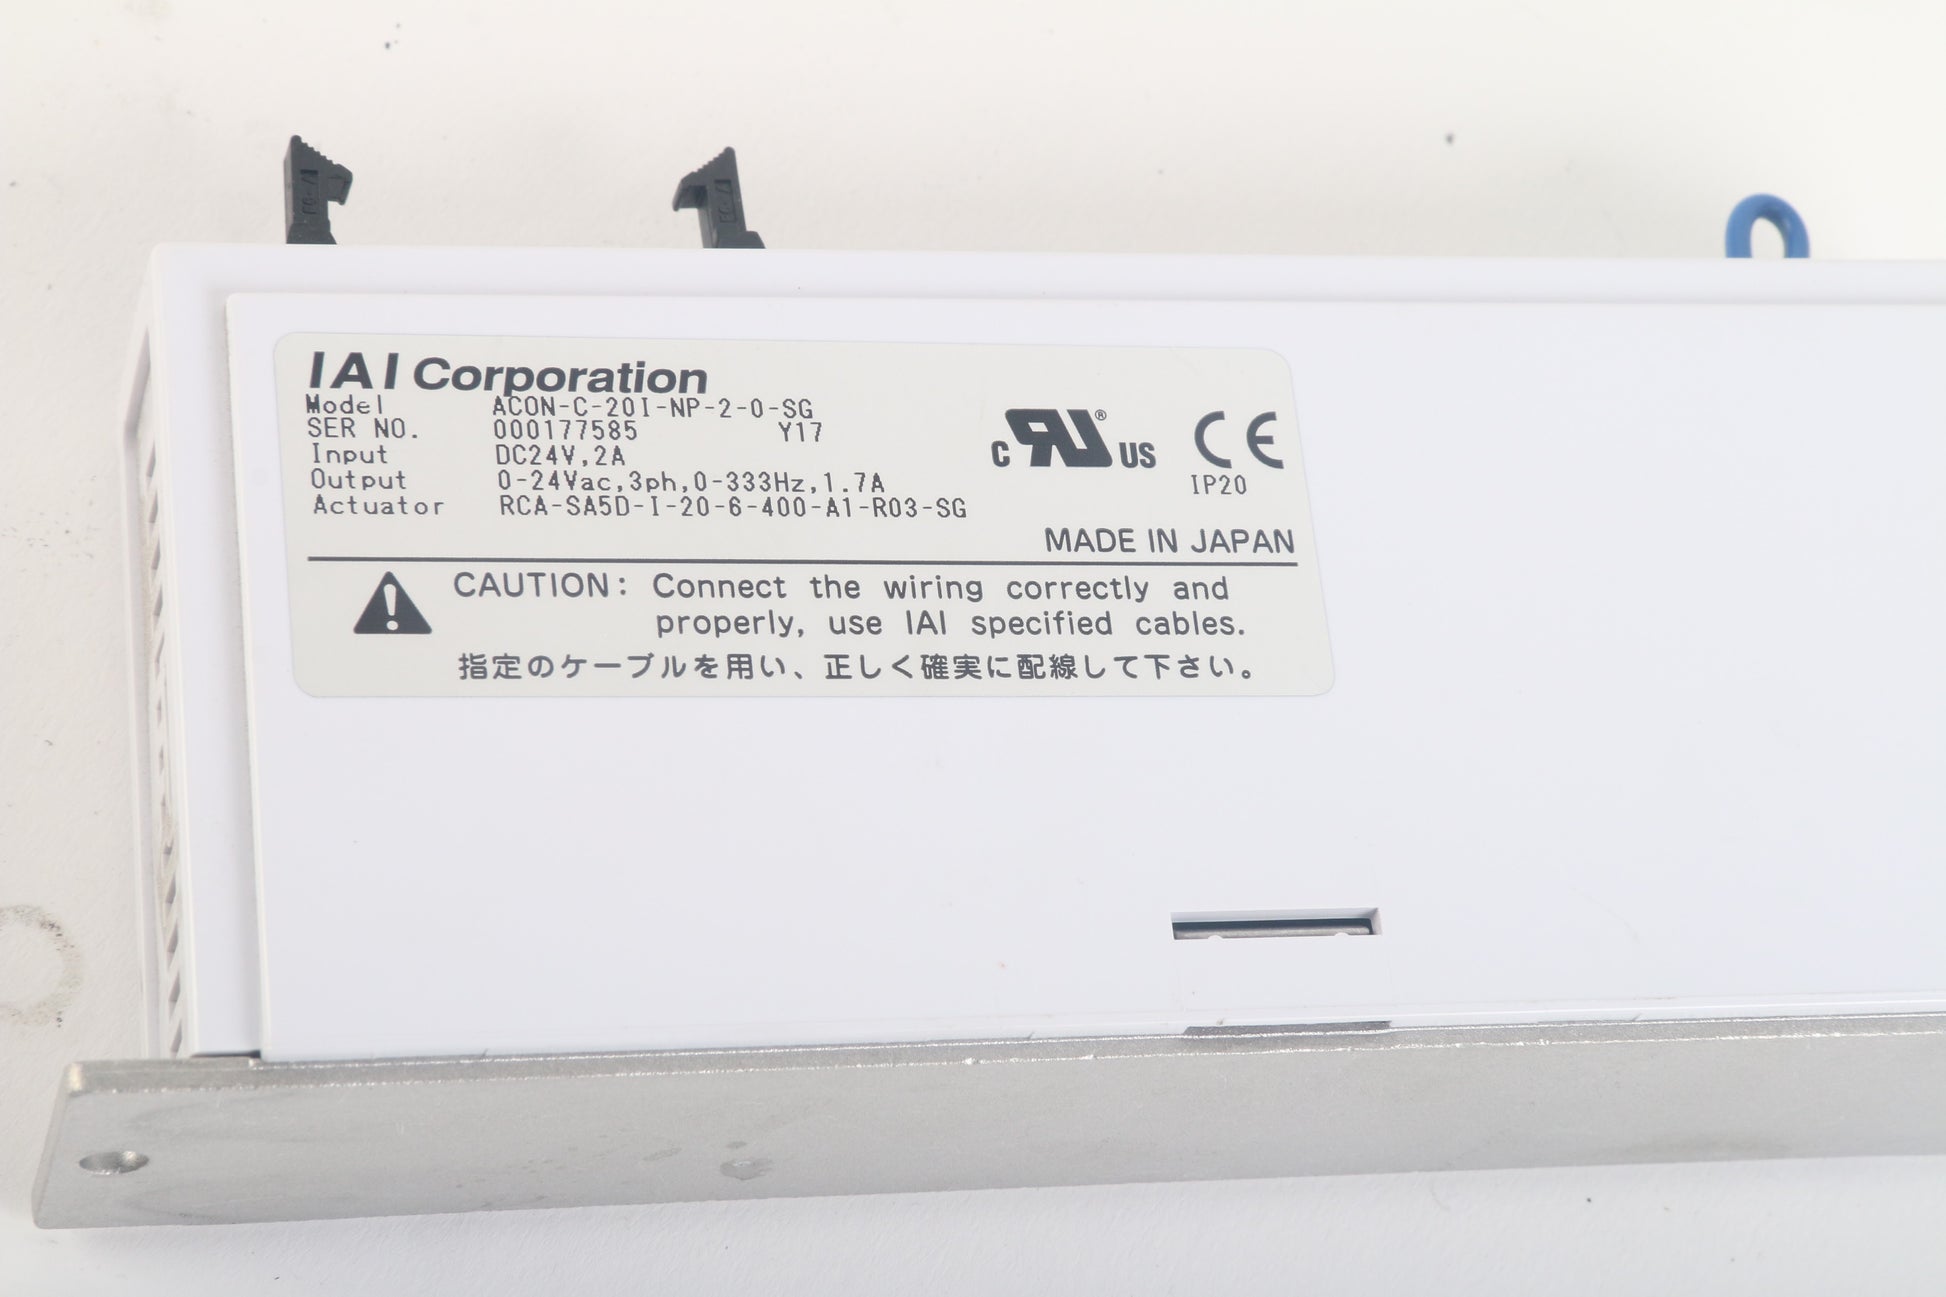 IAI Corporation
Model ACON-C-20I-NP-2-0-SG
SER NO. 000177585 Y17
Input DC24V,2A
Output 0-24Vac,3ph,0-333Hz,1.7A
Actuator RCA-SA5D-I-20-6-400-A1-R03-SG
C RU ® US CE
IP20
MADE IN JAPAN
CAUTION: Connect the wiring correctly and
properly, use IAI specified cables.
指定のケーブルを用い、正しく確実に配線して下さい。